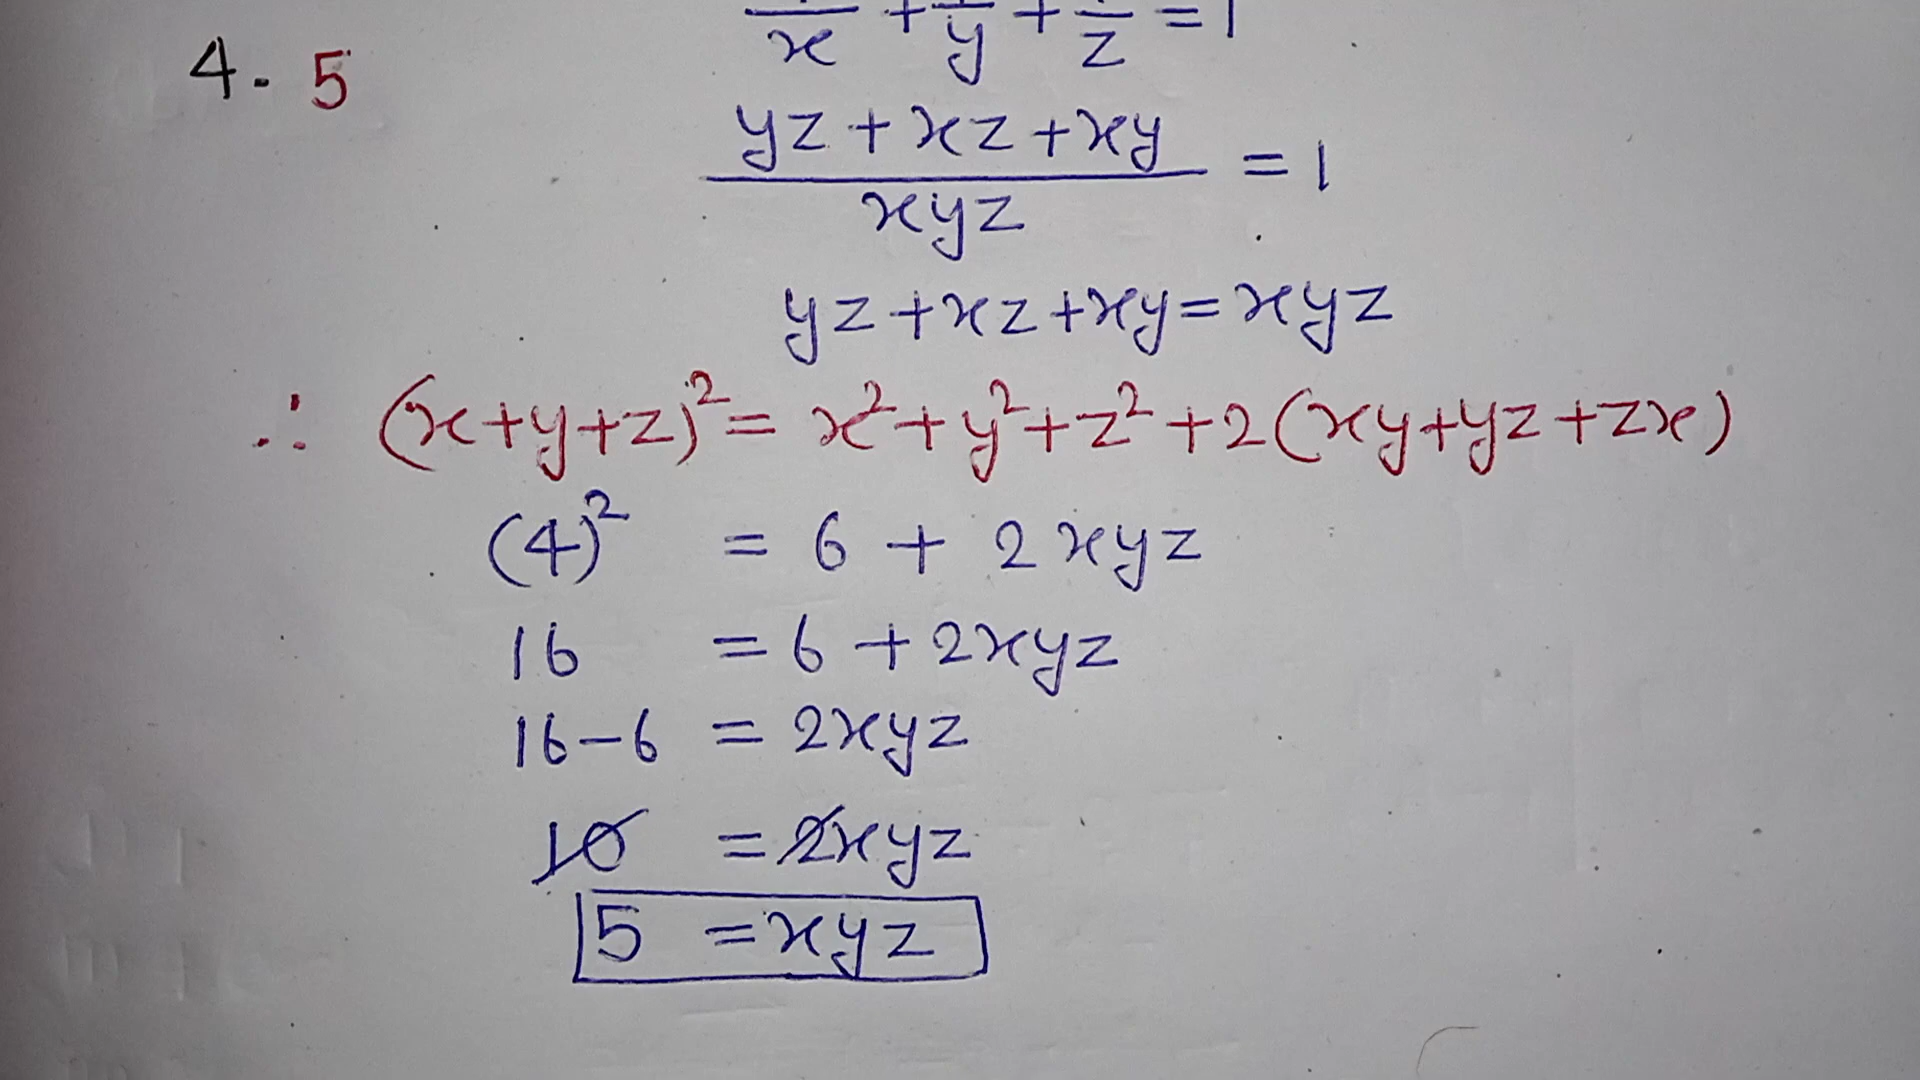 x + y + z = 1
4. 5
yz + xz + xy
= 1
xyz
yz + xz + xy = xyz
∴ (x+y+z)² = x² + y² + z² + 2(xy+yz+zx)
(4)² = 6 + 2xyz
16 = 6 + 2xyz
16-6 = 2xyz
10 = 2xyz
5 = xyz